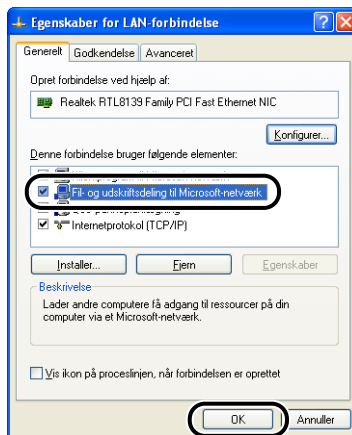 Egenskaber for LAN-forbindelse
Generelt Godkendelse Avanceret
Opret forbindelse ved hjælp af:
Realtek RTL8139 Family PCI Fast Ethernet NIC
Konfigurer...
Denne forbindelse bruger følgende elementer:
Fil- og udskriftsdeling til Microsoft-netværk
Internetprotokol (TCP/IP)
Installer... Fjern Egenskaber
Beskrivelse
Lader andre computere få adgang til ressourcer på din
computer via et Microsoft-netværk.
Vis ikon på proceslinjen, når forbindelsen er oprettet
OK Annuller